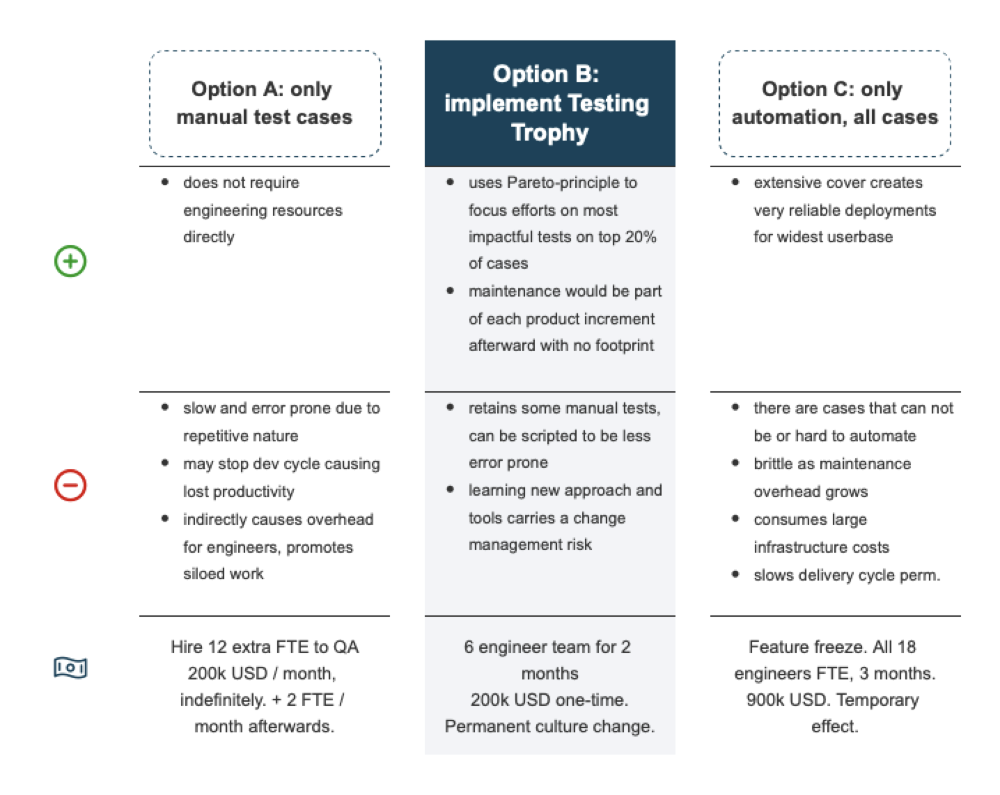 Option A: only
manual test cases
Option B:
implement Testing
Trophy
Option C: only
automation, all cases
does not require
engineering resources
directly
uses Pareto-principle to
focus efforts on most
impactful tests on top 20%
of cases
maintenance would be part
of each product increment
afterward with no footprint
extensive cover creates
very reliable deployments
for widest userbase
slow and error prone due to
repetitive nature
may stop dev cycle causing
lost productivity
indirectly causes overhead
for engineers, promotes
siloed work
retains some manual tests,
can be scripted to be less
error prone
learning new approach and
tools carries a change
management risk
there are cases that can not
be or hard to automate
brittle as maintenance
overhead grows
consumes large
infrastructure costs
slows delivery cycle perm.
Hire 12 extra FTE to QA
200k USD / month,
indefinitely. + 2 FTE /
month afterwards.
6 engineer team for 2
months
200k USD one-time.
Permanent culture change.
Feature freeze. All 18
engineers FTE, 3 months.
900k USD. Temporary
effect.